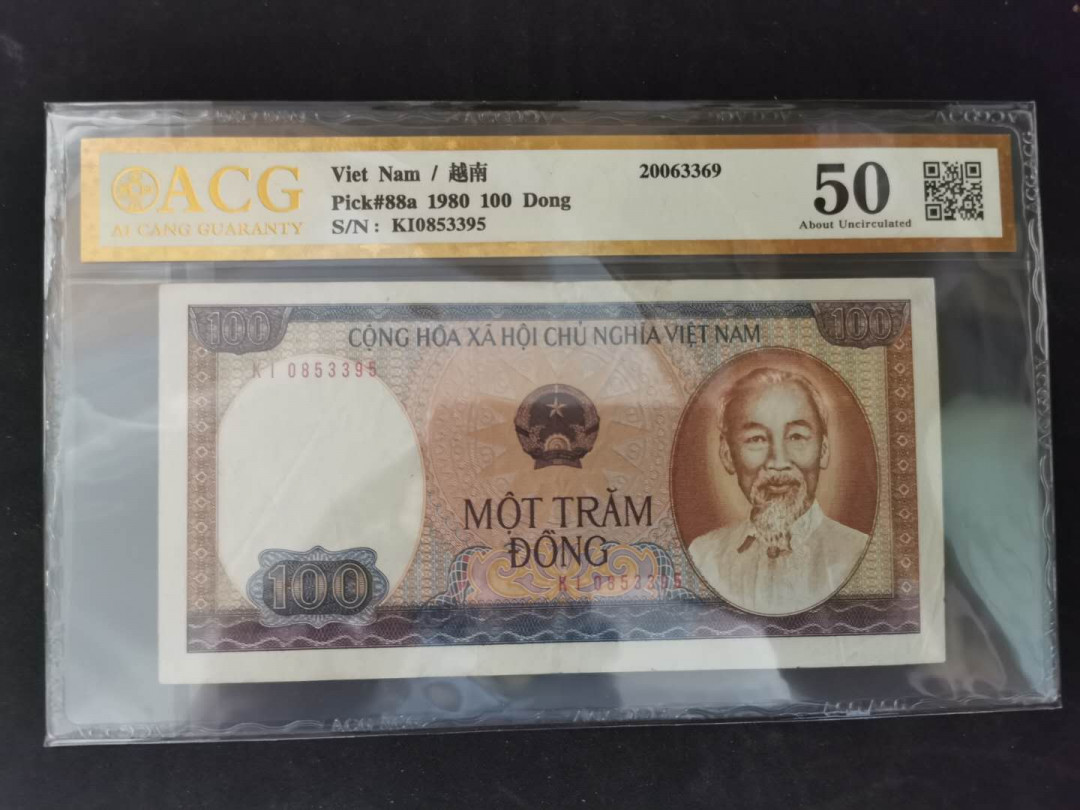 ACG
AI CANG GUARANTY
Viet Nam / 越南
Pick#88a 1980 100 Dong
S/N: KI0853395
20063369
50
About Uncirculated
100
CỘNG HÒA XÃ HỘI CHỦ NGHĨA VIỆT NAM
100
KI 0853395
MỘT TRĂM
ĐỒNG
100
KI 0853395